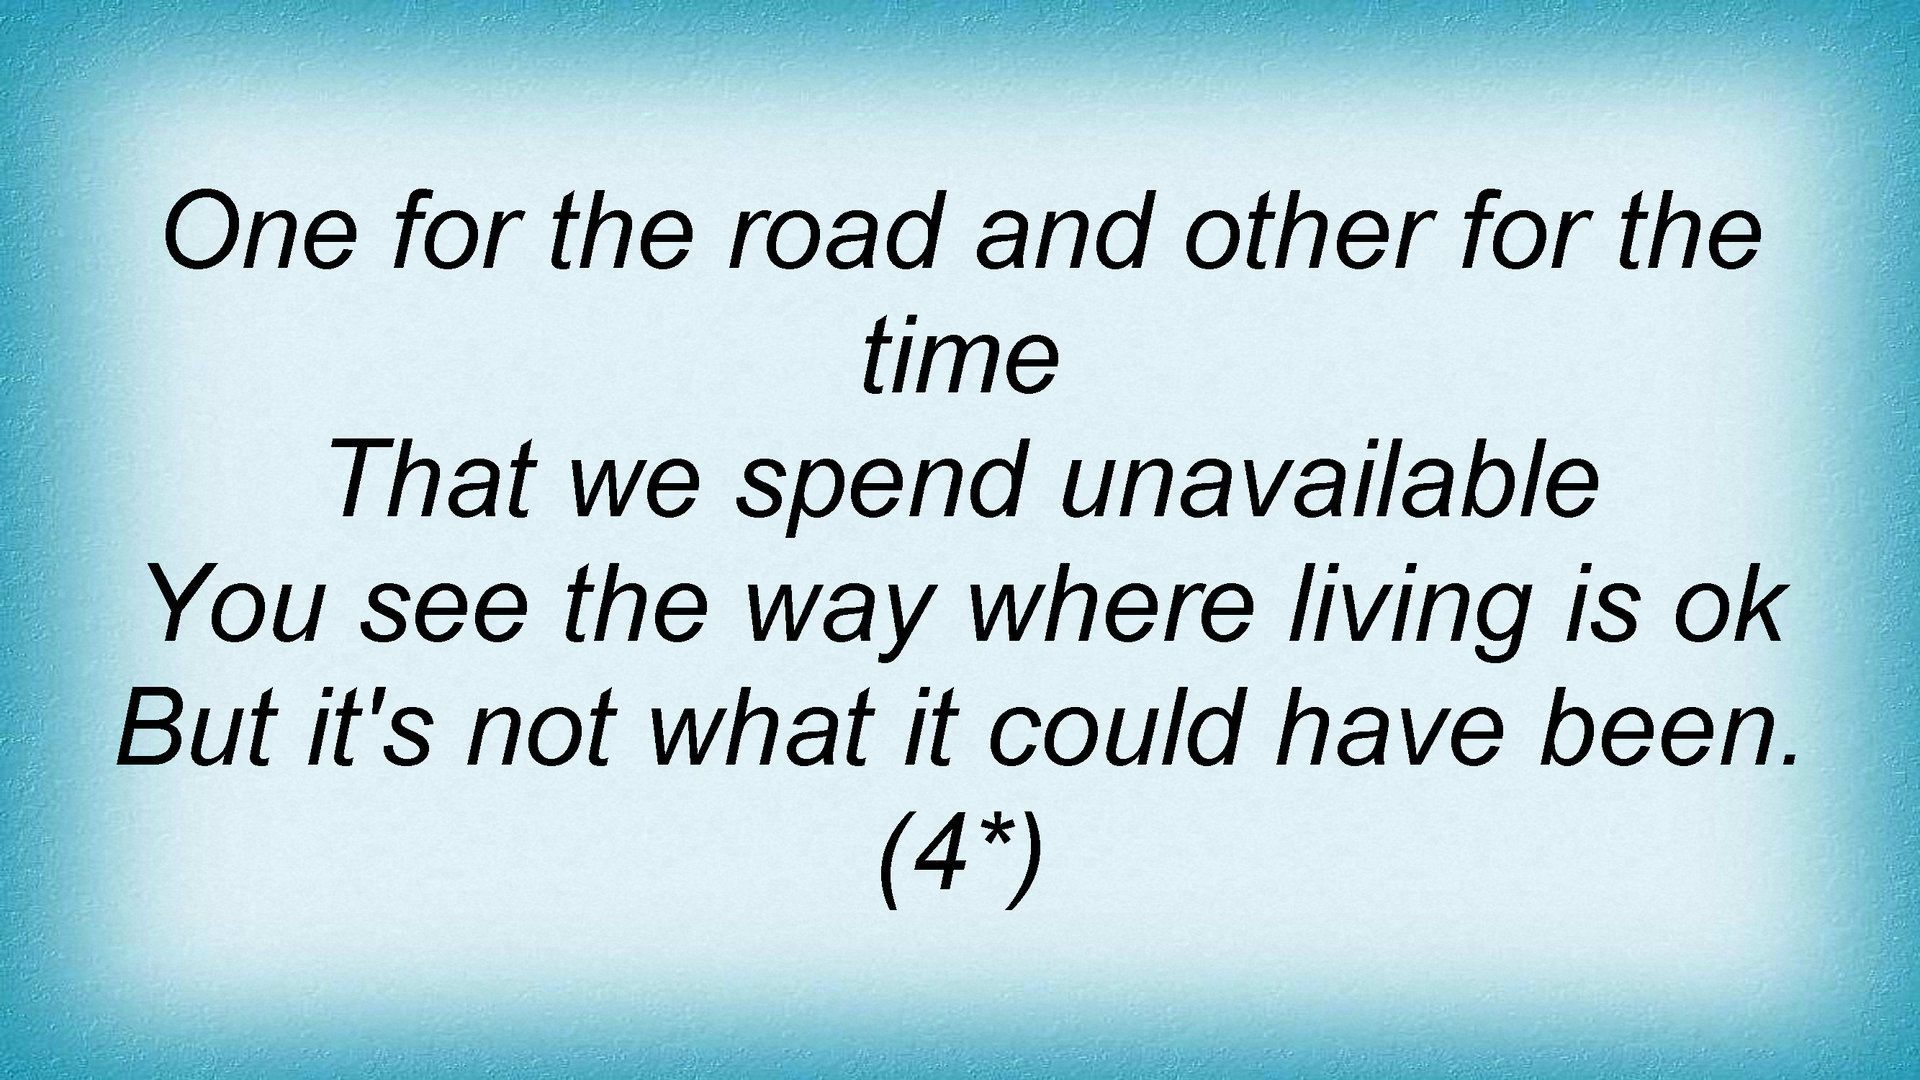 One for the road and other for the
time
That we spend unavailable
You see the way where living is ok
But it's not what it could have been.
(4*)